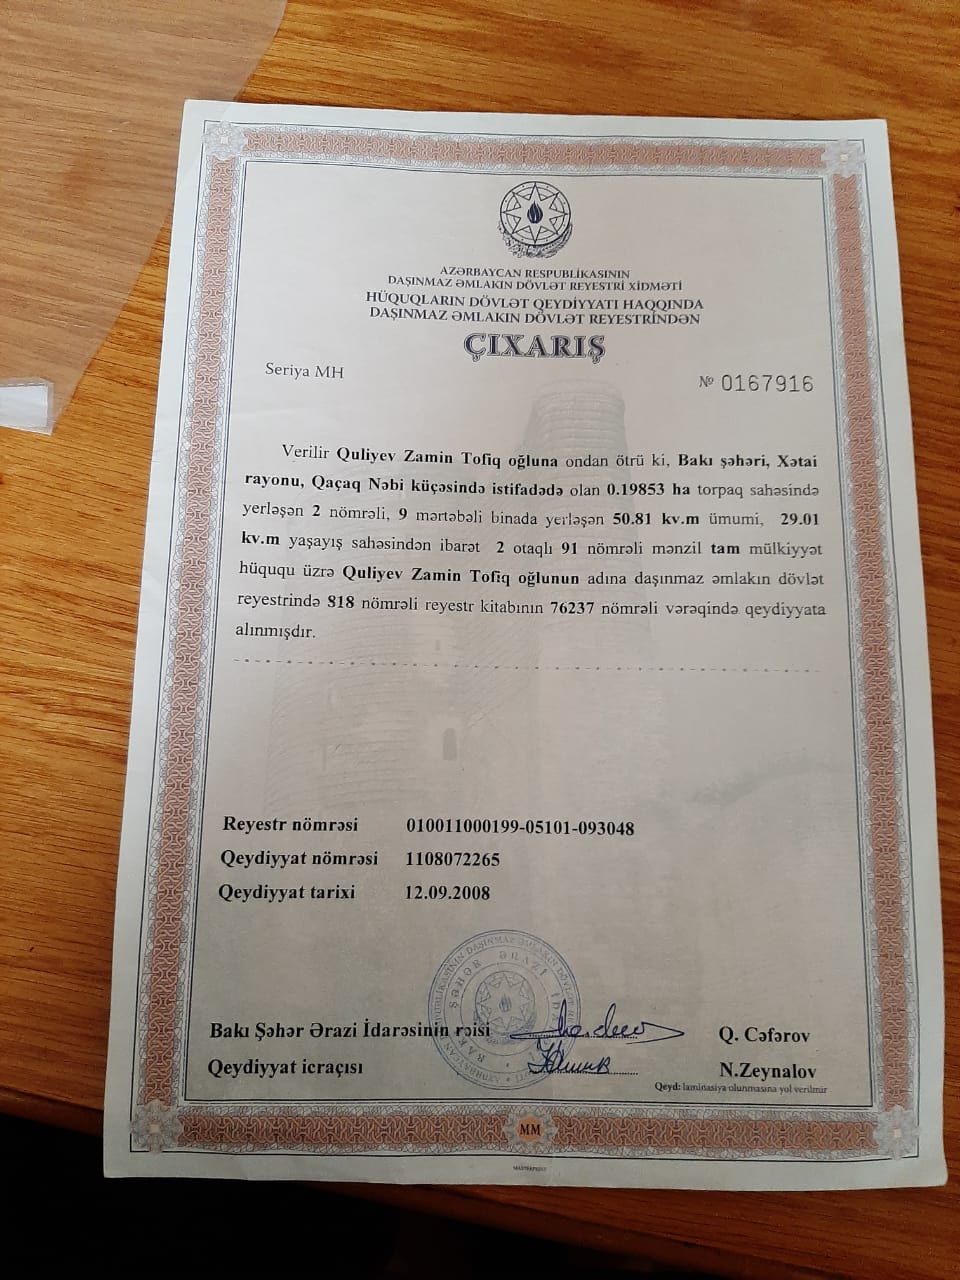 AZƏRBAYCAN RESPUBLİKASININ
DAŞINMAZ ƏMLAKIN DÖVLƏT REYESTRİ XİDMƏTİ
HÜQUQLARIN DÖVLƏT QEYDİYYATI HAQQINDA
DAŞINMAZ ƏMLAKIN DÖVLƏT REYESTRİNDƏN
ÇIXARIŞ
Seriya MH
№ 0167916
Verilir Quliyev Zamin Tofiq oğluna ondan ötrü ki, Bakı şəhəri, Xətai
rayonu, Qaçaq Nəbi küçəsində istifadədə olan 0.19853 ha torpaq sahəsində
yerləşən 2 nömrəli, 9 mərtəbəli binada yerləşən 50.81 kv.m ümumi, 29.01
kv.m yaşayış sahəsindən ibarət 2 otaqlı 91 nömrəli mənzil tam mülkiyyət
hüququ üzrə Quliyev Zamin Tofiq oğlunun adına daşınmaz əmlakın dövlət
reyestrində 818 nömrəli reyestr kitabının 76237 nömrəli vərəqində qeydiyyata
alınmışdır.
Reyestr nömrəsi 010011000199-05101-093048
Qeydiyyat nömrəsi 1108072265
Qeydiyyat tarixi 12.09.2008
BAKI ŞƏHƏR ƏRAZİ
Bakı Şəhər Ərazi İdarəsinin rəisi Q. Cəfərov
Qeydiyyat icraçısı N.Zeynalov
Qeyd: laminasiya olunmasına yol verilmir
MM